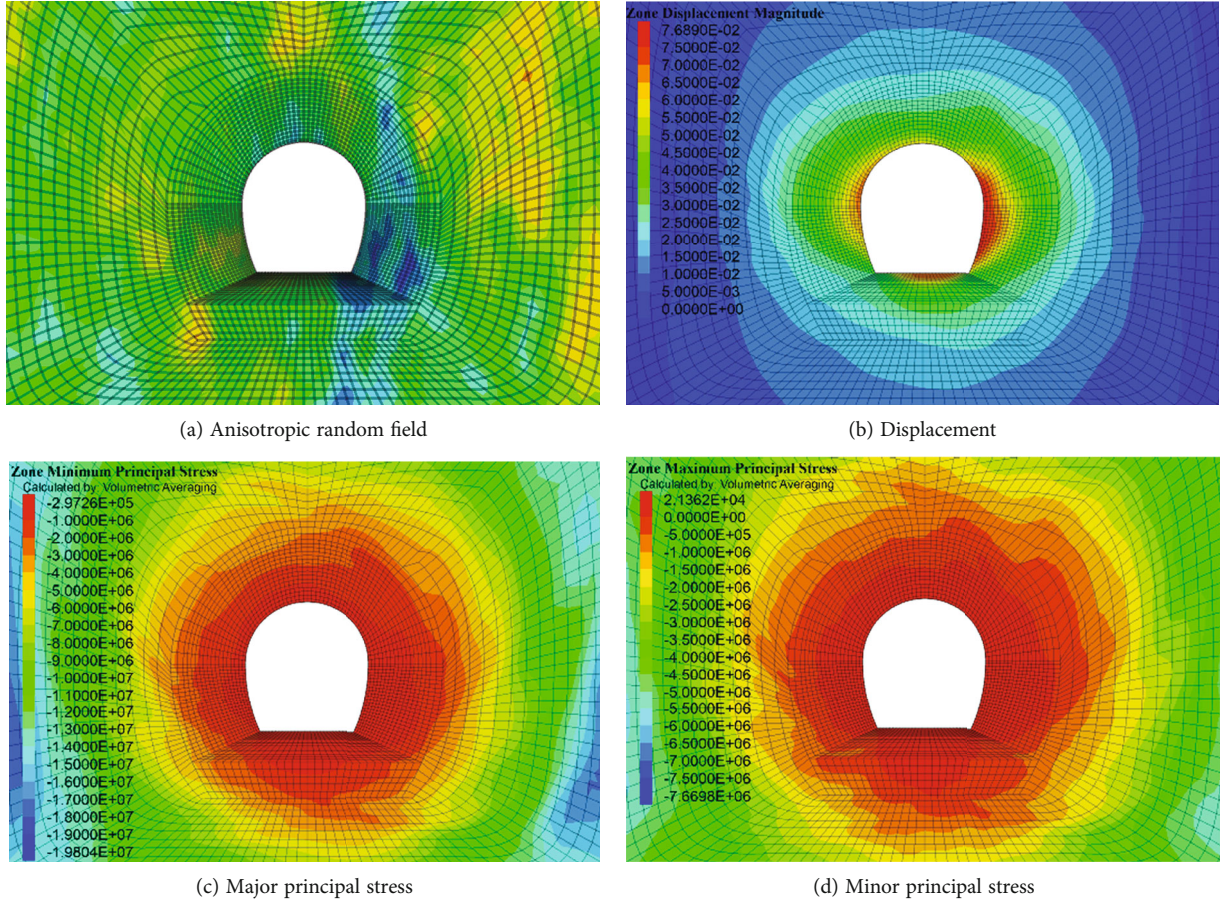 Zone Displacement Magnitude
7.6890E-02
7.5000E-02
7.0000E-02
6.5000E-02
6.0000E-02
5.5000E-02
5.0000E-02
4.5000E-02
4.0000E-02
3.5000E-02
3.0000E-02
2.5000E-02
2.0000E-02
1.5000E-02
1.0000E-02
5.0000E-03
0.0000E+00
(a) Anisotropic random field
(b) Displacement
Zone Minimum Principal Stress
Calculated by Volumetric Averaging
-2.9726E+05
-1.0000E+06
-2.0000E+06
-3.0000E+06
-4.0000E+06
-5.0000E+06
-6.0000E+06
-7.0000E+06
-8.0000E+06
-9.0000E+06
-1.0000E+07
-1.1000E+07
-1.2000E+07
-1.3000E+07
-1.4000E+07
-1.5000E+07
-1.6000E+07
-1.7000E+07
-1.8000E+07
-1.9000E+07
-1.9804E+07
Zone Maximum Principal Stress
Calculated by Volumetric Averaging
2.1362E+04
0.0000E+00
-5.0000E+05
-1.0000E+06
-1.5000E+06
-2.0000E+06
-2.5000E+06
-3.0000E+06
-3.5000E+06
-4.0000E+06
-4.5000E+06
-5.0000E+06
-5.5000E+06
-6.0000E+06
-6.5000E+06
-7.0000E+06
-7.5000E+06
-7.6698E+06
(c) Major principal stress
(d) Minor principal stress